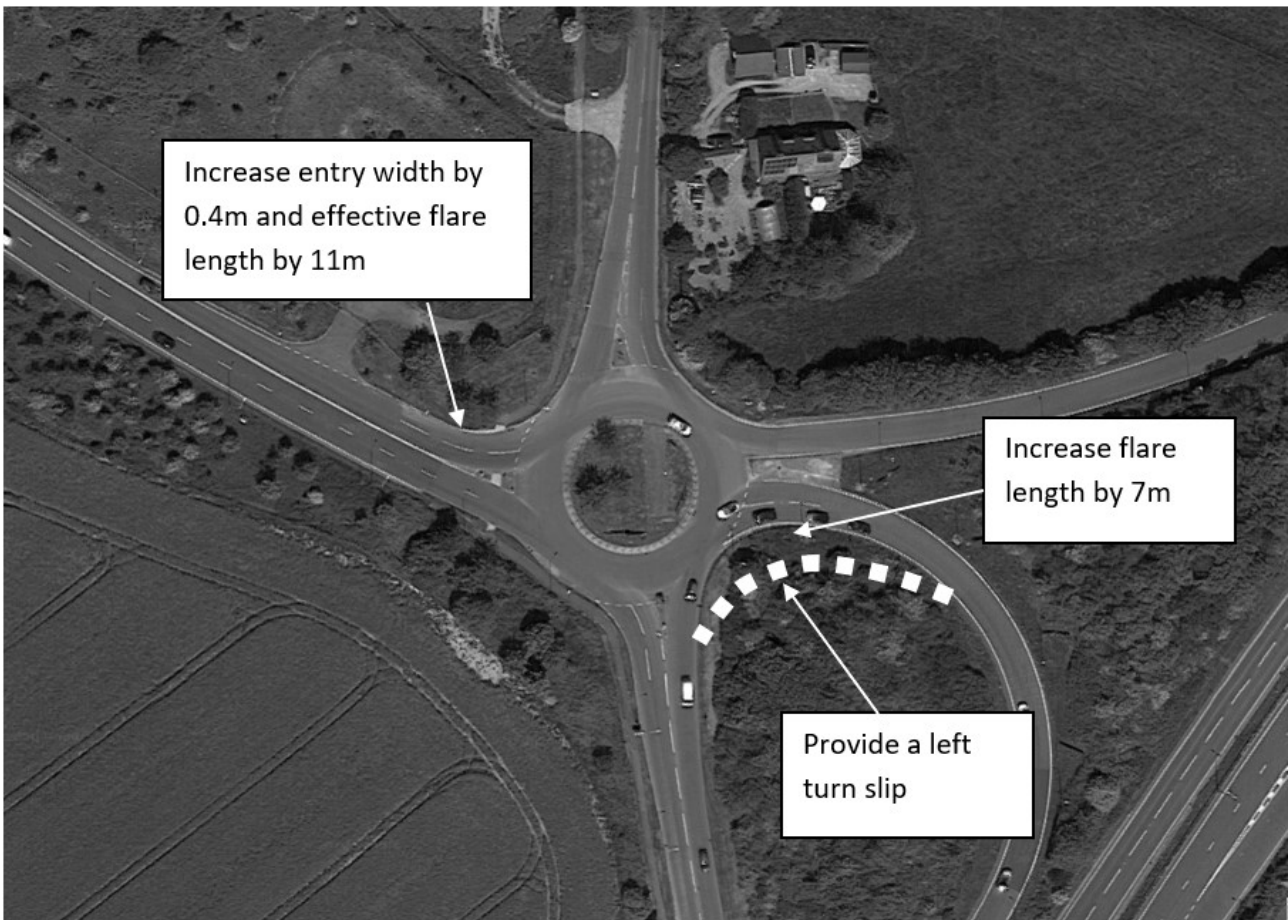 Increase entry width by
0.4m and effective flare
length by 11m
Increase flare
length by 7m
Provide a left
turn slip